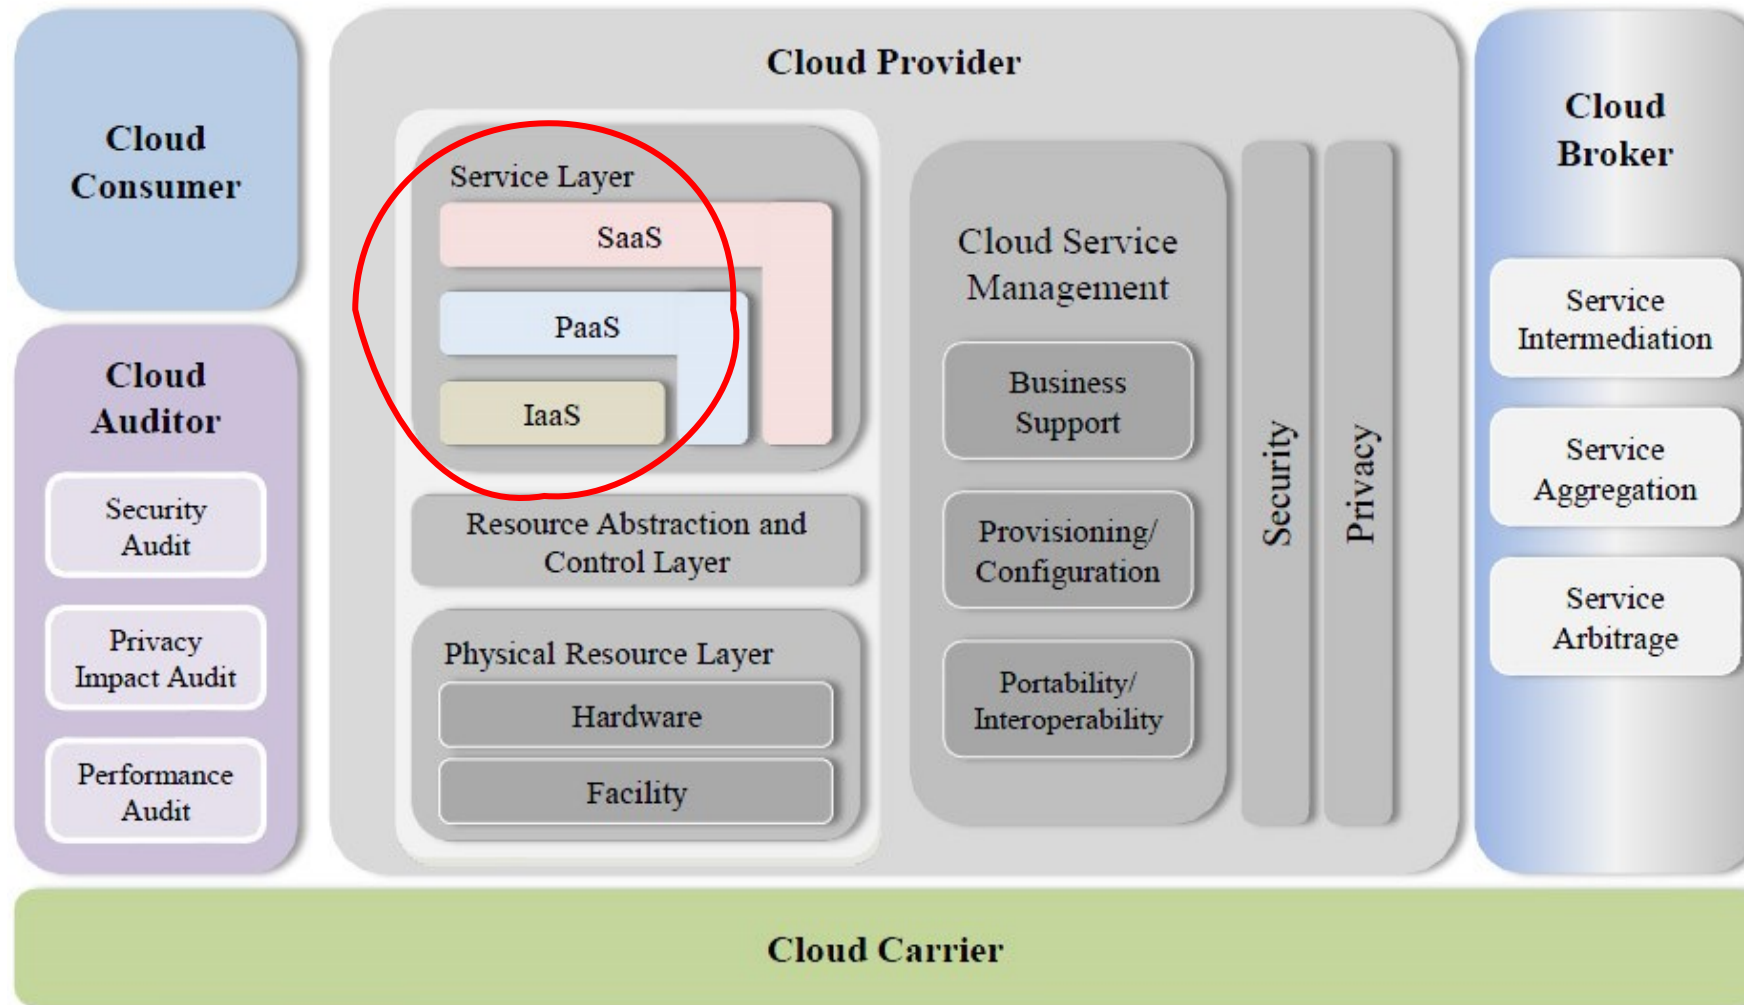 Cloud
Consumer
Cloud
Auditor
Security
Audit
Privacy
Impact Audit
Performance
Audit
Cloud Provider
Service Layer
SaaS
PaaS
IaaS
Resource Abstraction and
Control Layer
Physical Resource Layer
Hardware
Facility
Cloud Service
Management
Business
Support
Provisioning/
Configuration
Portability/
Interoperability
Security
Privacy
Cloud
Broker
Service
Intermediation
Service
Aggregation
Service
Arbitrage
Cloud Carrier